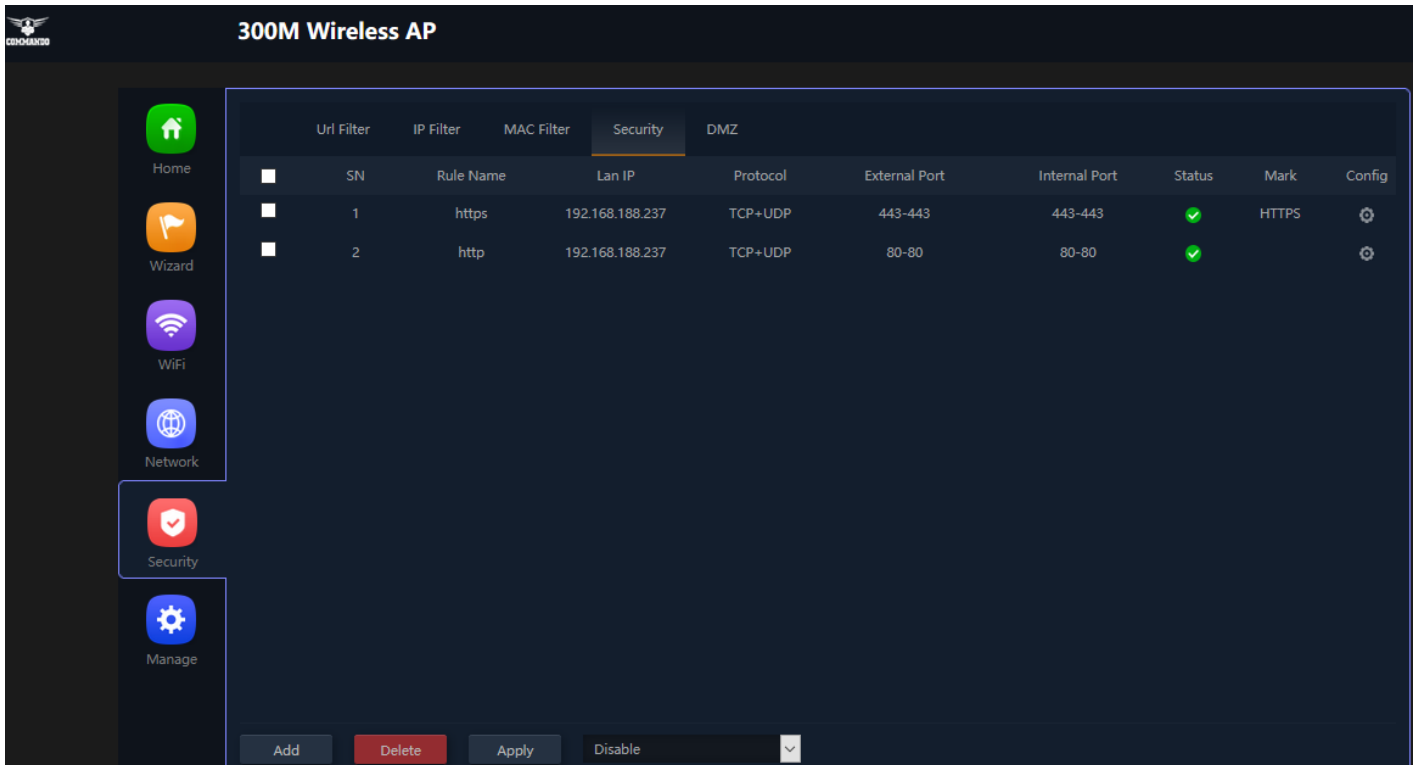 COMMANDO
300M Wireless AP
Home
Wizard
WiFi
Network
Security
Manage
Url Filter IP Filter MAC Filter Security DMZ
SN Rule Name Lan IP Protocol External Port Internal Port Status Mark Config
1 https 192.168.188.237 TCP+UDP 443-443 443-443 HTTPS
2 http 192.168.188.237 TCP+UDP 80-80 80-80
Add Delete Apply Disable